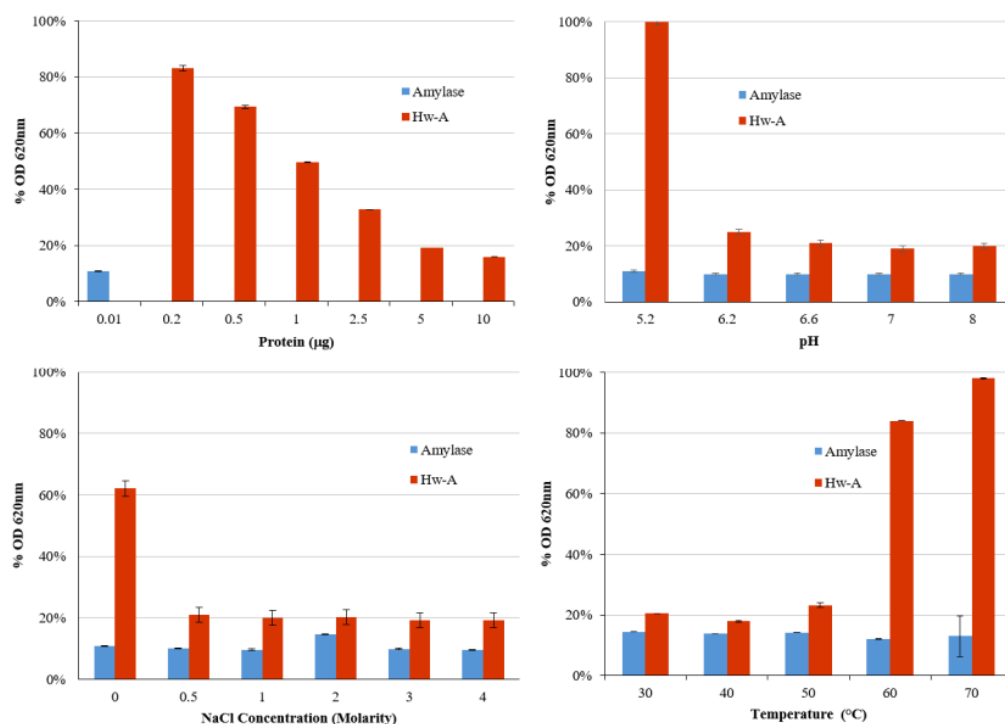 100%
80%
60%
40%
20%
0%
% OD 620nm
Amylase
Hw-A
0.01 0.2 0.5 1 2.5 5 10
Protein (µg)
100%
80%
60%
40%
20%
0%
% OD 620nm
Amylase
Hw-A
5.2 6.2 6.6 7 8
pH
100%
80%
60%
40%
20%
0%
% OD 620nm
Amylase
Hw-A
0 0.5 1 2 3 4
NaCl Concentration (Molarity)
100%
80%
60%
40%
20%
0%
% OD 620nm
Amylase
Hw-A
30 40 50 60 70
Temperature (°C)